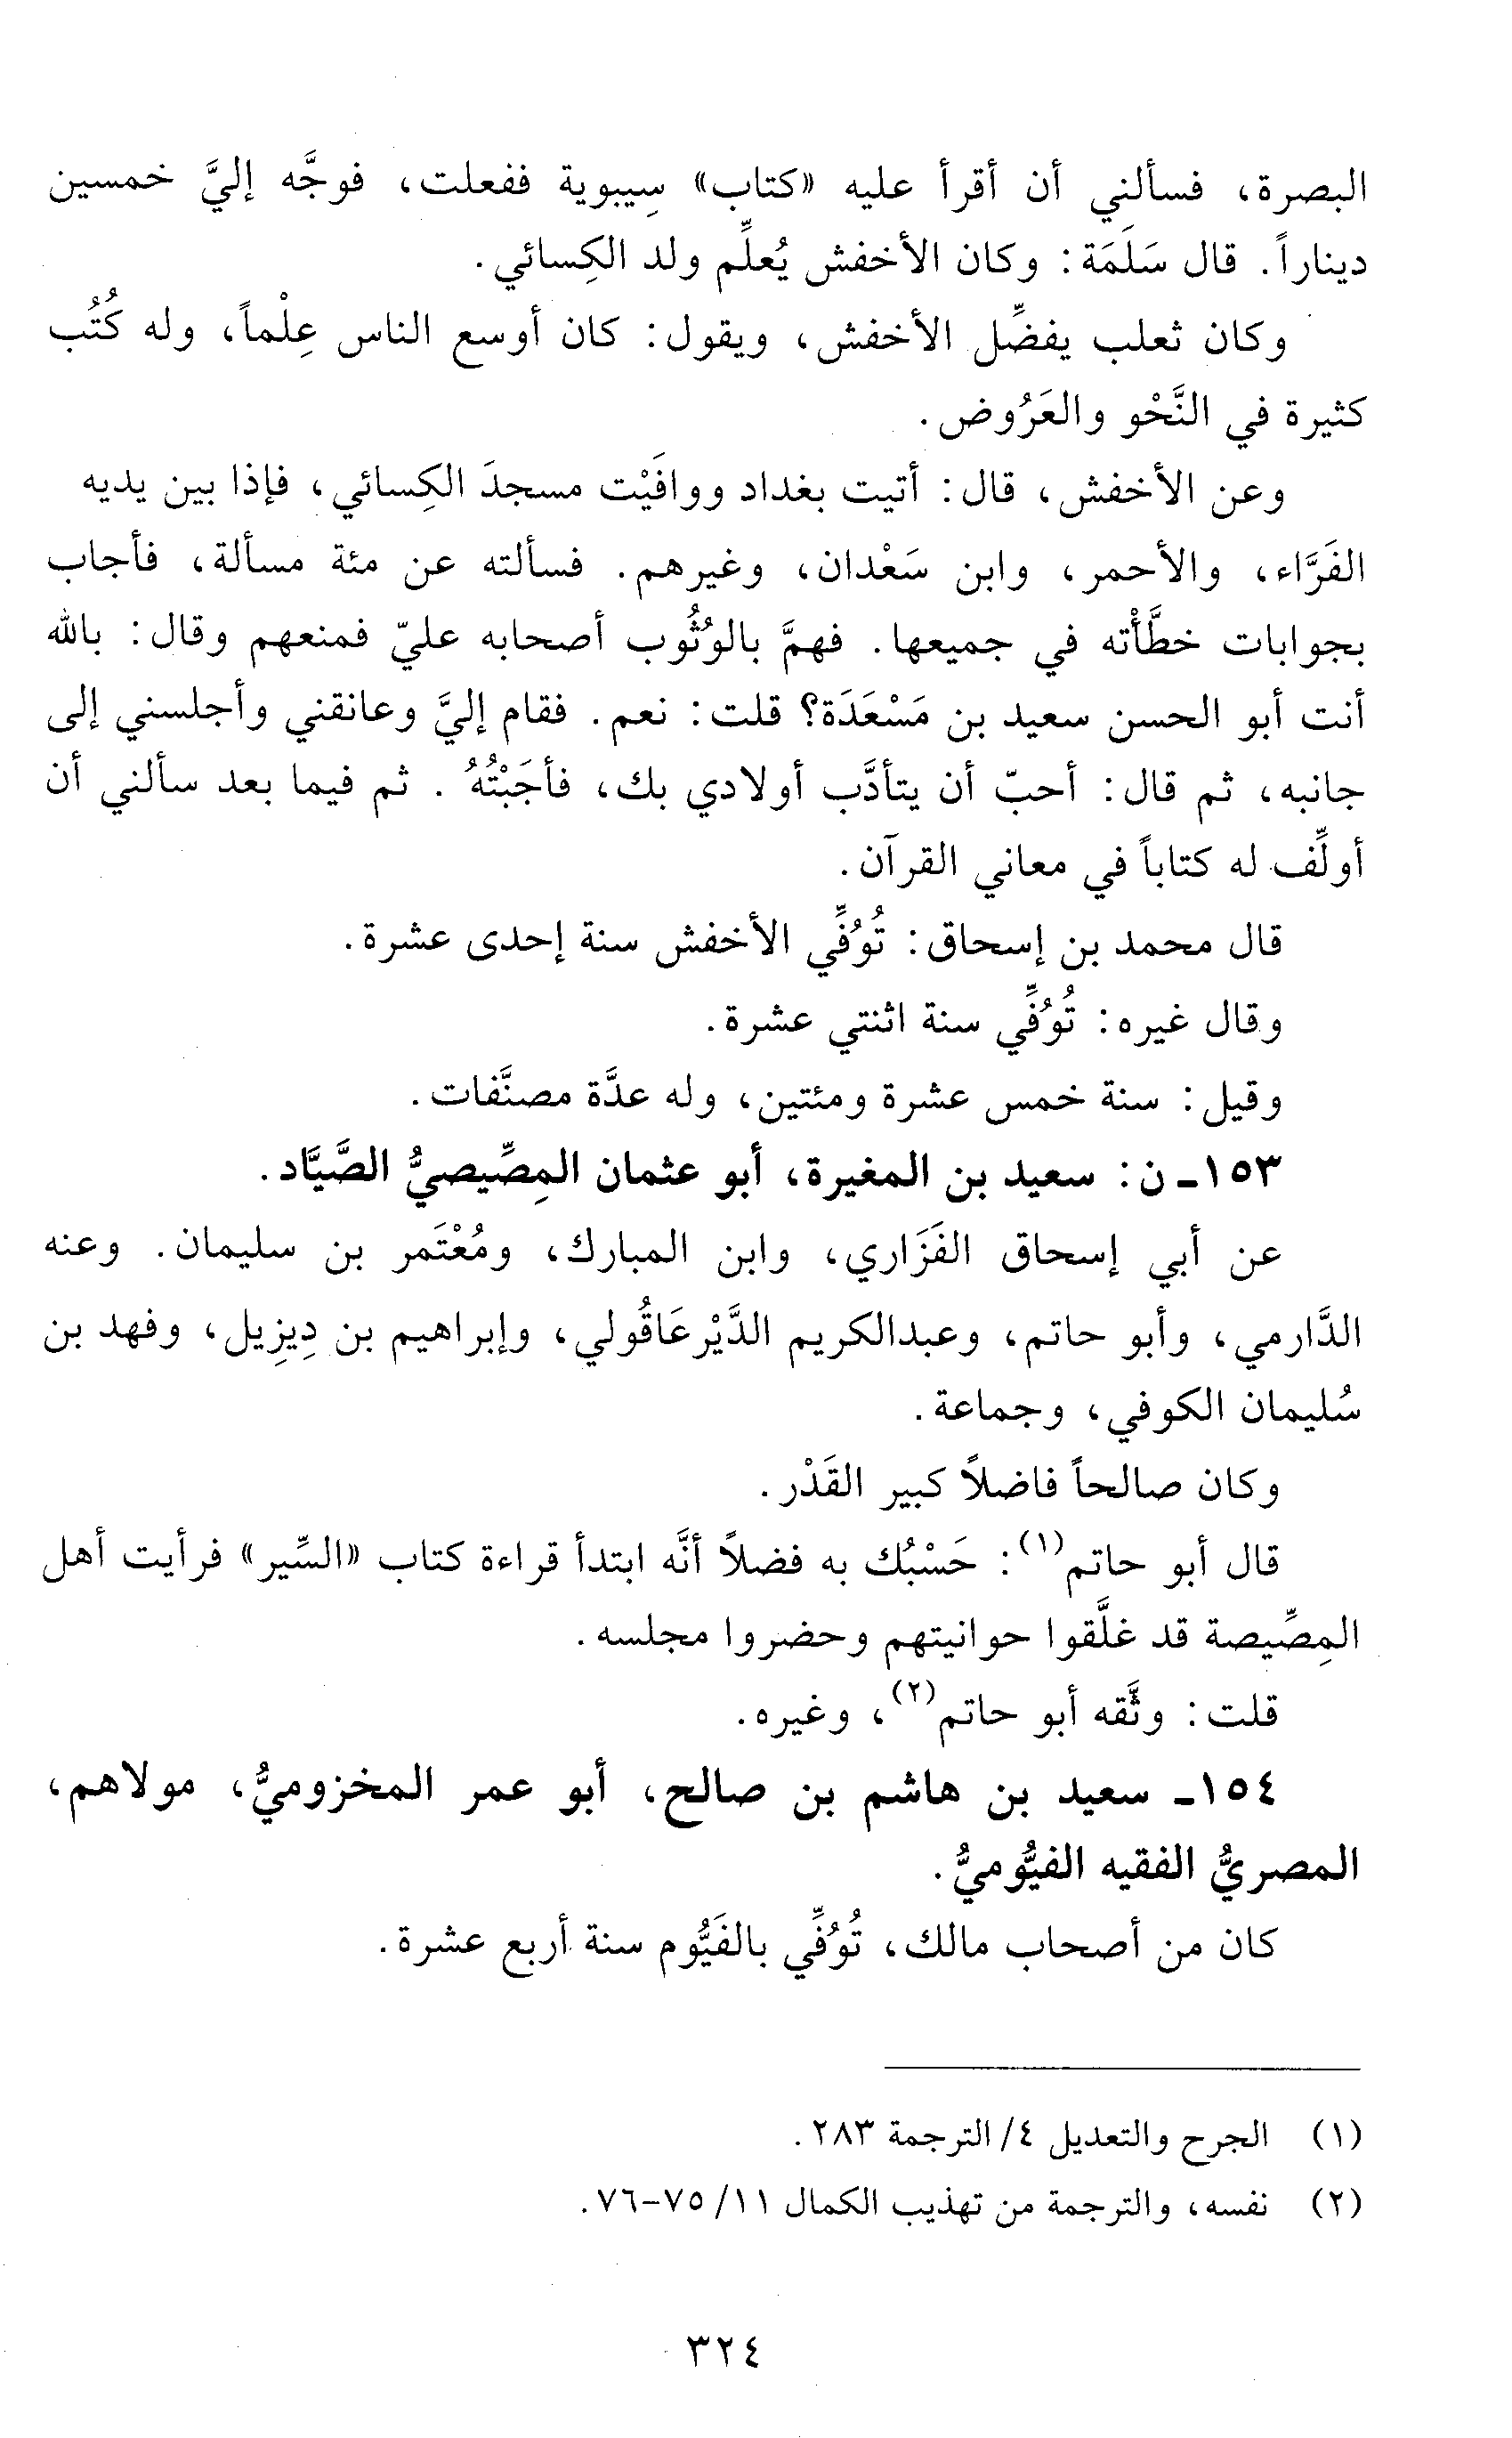 البصرة، فسألني أن أقرأ عليه «كتاب» سِيبوية ففعلت، فوجَّه إليَّ خمسين
ديناراً. قال سَلَمَة: وكان الأخفش يُعلِّم ولد الكِسائي.
وكان ثعلب يفضِّل الأخفش، ويقول: كان أوسع الناس عِلْماً، وله كُتُب
كثيرة في النَّحْو والعَرُوض.
وعن الأخفش، قال: أتيت بغداد ووافَيْت مسجدَ الكِسائي، فإذا بين يديه
الفَرَّاء، والأحمر، وابن سَعْدان، وغيرهم. فسألته عن مئة مسألة، فأجاب
بجوابات خطَّأْته في جميعها. فهمَّ بالوُثُوب أصحابه عليّ فمنعهم وقال: بالله
أنت أبو الحسن سعيد بن مَسْعَدَة؟ قلت: نعم. فقام إليَّ وعانقني وأجلسني إلى
جانبه، ثم قال: أحبّ أن يتأدَّب أولادي بك، فأجَبْتُهُ. ثم فيما بعد سألني أن
أولِّف له كتاباً في معاني القرآن.
قال محمد بن إسحاق: تُوُفِّي الأخفش سنة إحدى عشرة.
وقال غيره: تُوُفِّي سنة اثنتي عشرة.
وقيل: سنة خمس عشرة ومئتين، وله عدَّة مصنَّفات.
١٥٣ـ ن: سعيد بن المغيرة، أبو عثمان المِصِّيصيُّ الصَّيَّاد.
عن أبي إسحاق الفَزَاري، وابن المبارك، ومُعْتَمر بن سليمان. وعنه
الدَّارمي، وأبو حاتم، وعبدالكريم الدَّيْرعَاقُولي، وإبراهيم بن دِيزِيل، وفهد بن
سُليمان الكوفي، وجماعة.
وكان صالحاً فاضلاً كبير القَدْر.
قال أبو حاتم(١): حَسْبُك به فضلاً أنَّه ابتدأ قراءة كتاب «السِّير» فرأيت أهل
المِصِّيصة قد غلَّقوا حوانيتهم وحضروا مجلسه.
قلت: وثَّقه أبو حاتم(٢)، وغيره.
١٥٤ـ سعيد بن هاشم بن صالح، أبو عمر المخزوميُّ، مولاهم،
المصريُّ الفقيه الفيُّوميُّ.
كان من أصحاب مالك، تُوُفِّي بالفَيُّوم سنة أربع عشرة.
(١) الجرح والتعديل ٤/ الترجمة ٢٨٣.
(٢) نفسه، والترجمة من تهذيب الكمال ١١/ ٧٥-٧٦.
٣٢٤